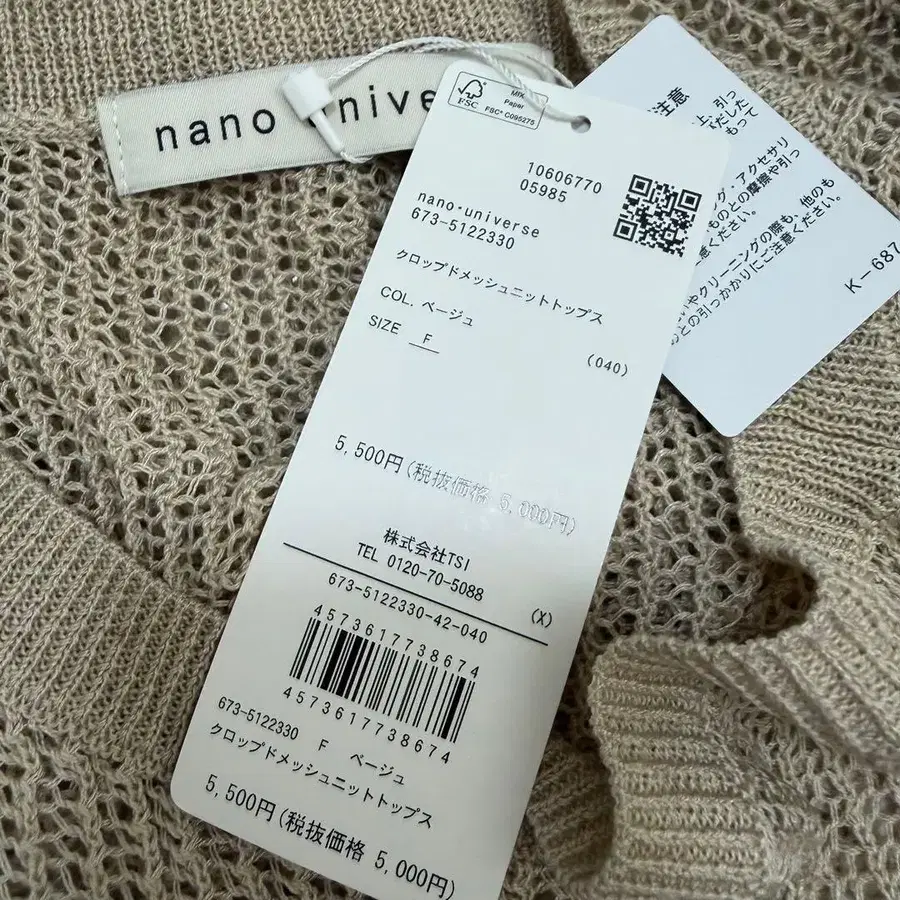 nano unive
FSC
MIX
Paper
FSC® C095275
10606770
05985
nano・universe
673-5122330
クロップドメッシュニットトップス
COL. ベージュ
(040)
SIZE F
5,500円(税抜価格 5,000円)
株式会社TSI
TEL 0120-70-5088
673-5122330-42-040
(X)
4573617738674
4573617738674
673-5122330 F ベージュ
クロップドメッシュニットトップス
5,500円(税抜価格 5,000円)
注意
上、引っ
だした
もって
ング・アクセサリ
ものとの摩擦や引っ
意ください。
やクリーニングの際も、他のも
のとの引っかかりにご注意ください。
K-687